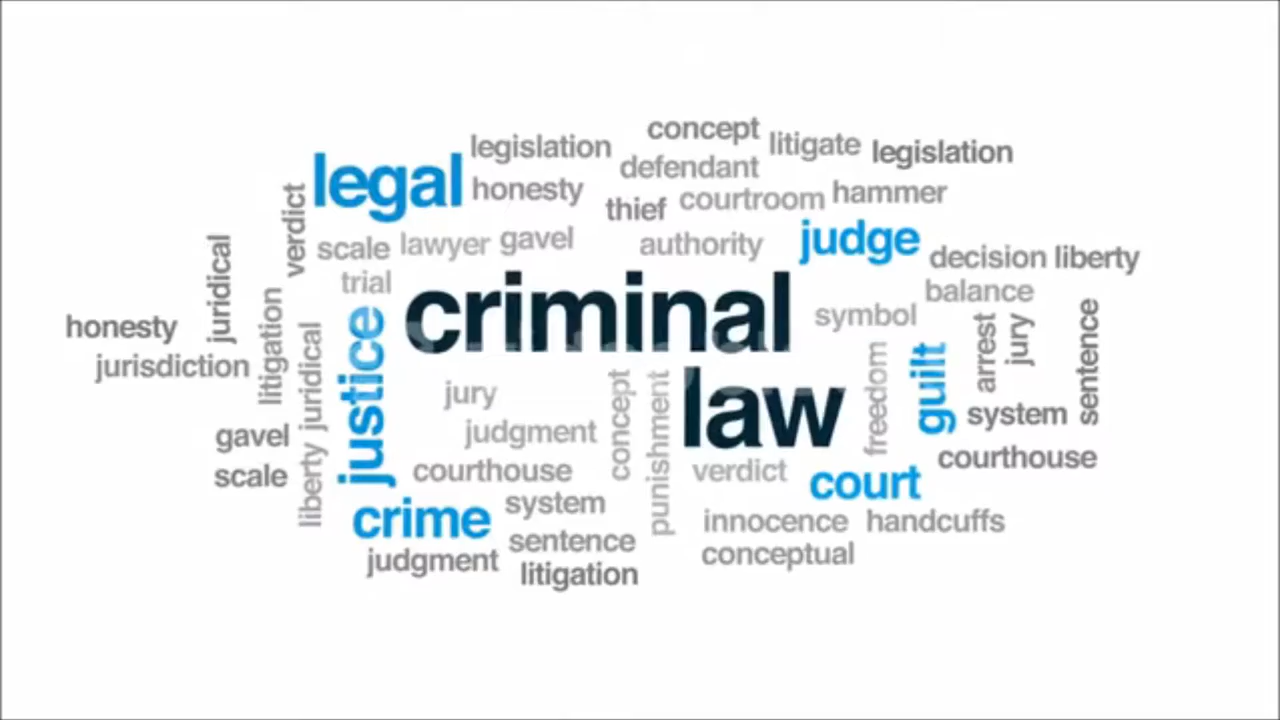 concept
legislation
litigate
legislation
defendant
legal
honesty
thief
courtroom
hammer
verdict
scale
lawyer
gavel
authority
judge
decision
liberty
trial
criminal
balance
juridical
honesty
litigation
symbol
arrest
jury
sentence
jurisdiction
juridical
justice
jury
concept
punishment
law
freedom
guilt
system
gavel
judgment
scale
liberty
courthouse
verdict
court
courthouse
crime
system
innocence
handcuffs
judgment
sentence
conceptual
litigation